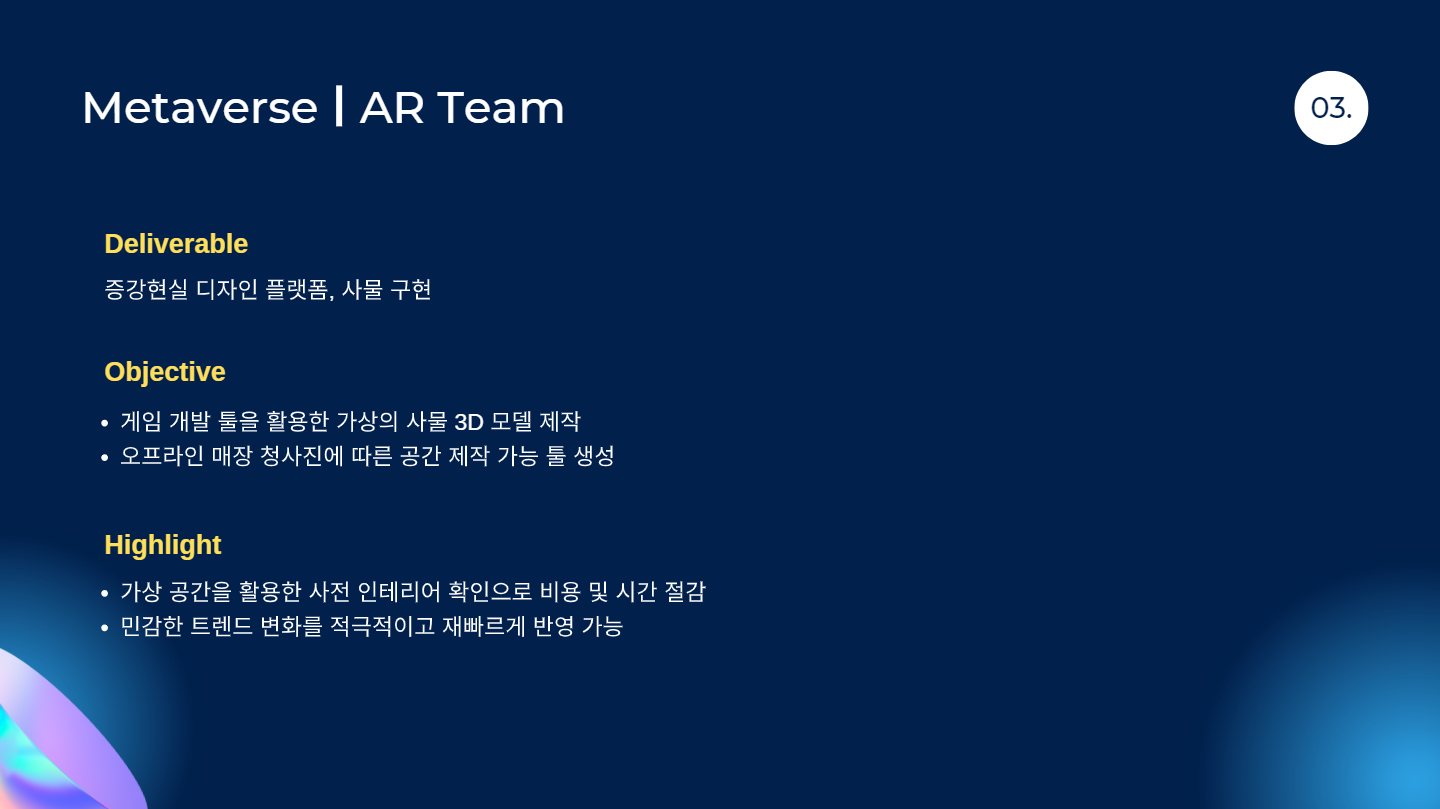 Metaverse | AR Team
03.
Deliverable
증강현실 디자인 플랫폼, 사물 구현
Objective
• 게임 개발 툴을 활용한 가상의 사물 3D 모델 제작
• 오프라인 매장 청사진에 따른 공간 제작 가능 툴 생성
Highlight
• 가상 공간을 활용한 사전 인테리어 확인으로 비용 및 시간 절감
• 민감한 트렌드 변화를 적극적이고 재빠르게 반영 가능